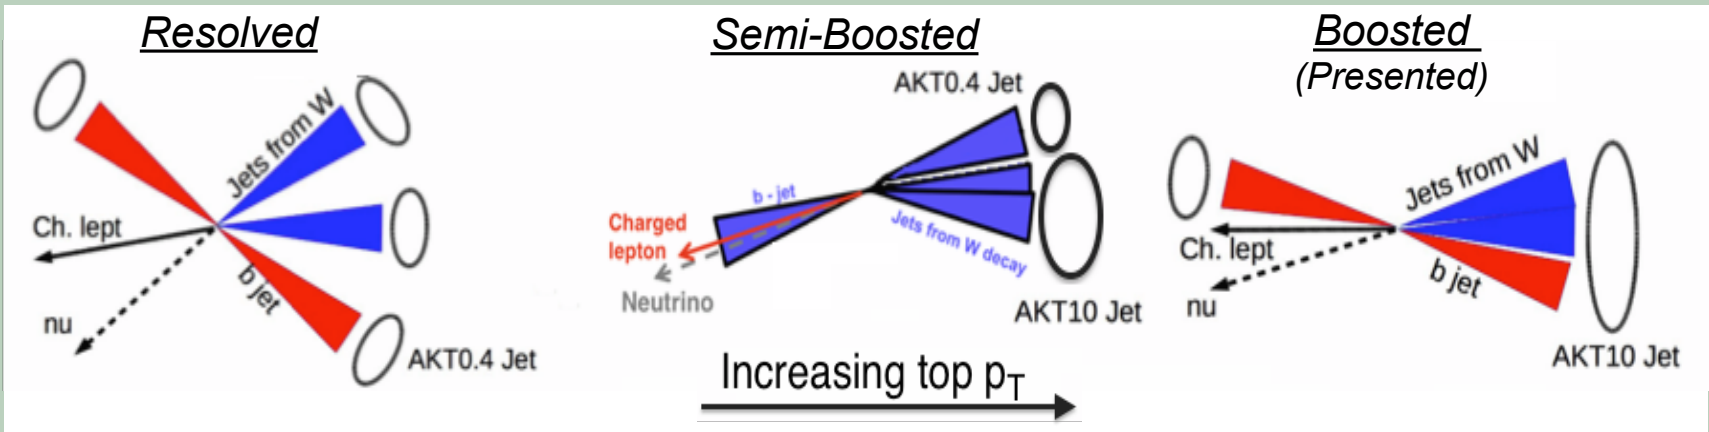 Resolved
Jets from W
Ch. lept
nu
b jet
AKT0.4 Jet
Semi-Boosted
AKT0.4 Jet
b - jet
Charged
lepton
Neutrino
Jets from W decay
AKT10 Jet
Increasing top pT
Boosted
(Presented)
Jets from W
Ch. lept
nu
b jet
AKT10 Jet